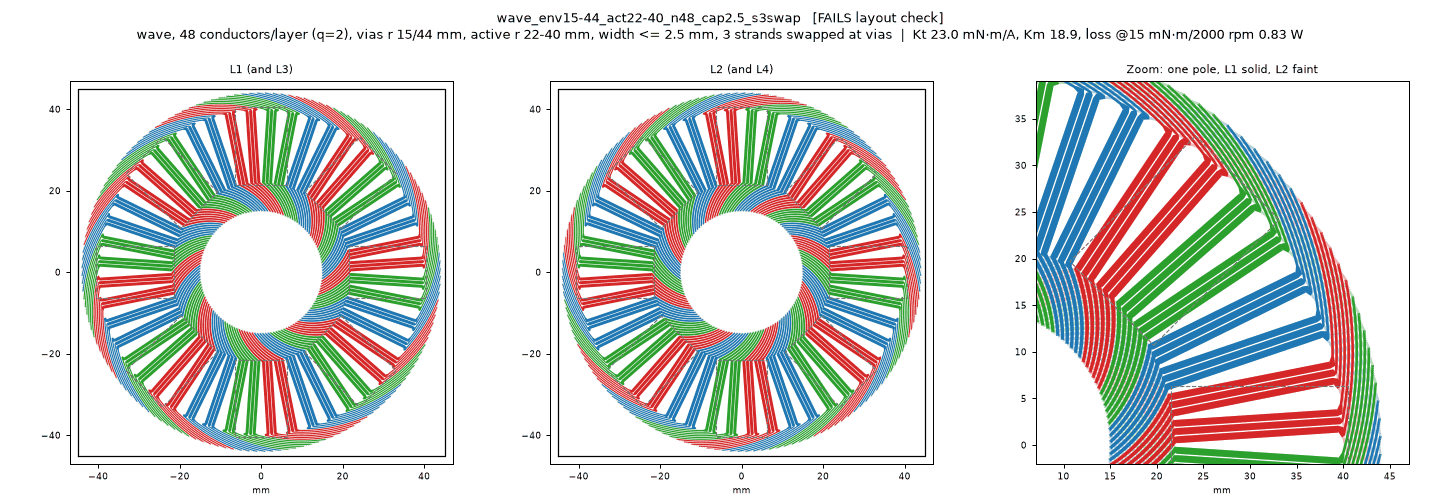 wave_env15-44_act22-40_n48_cap2.5_s3swap   [FAILS layout check]
wave, 48 conductors/layer (q=2), vias r 15/44 mm, active r 22-40 mm, width <= 2.5 mm, 3 strands swapped at vias  |  Kt 23.0 mN·m/A, Km 18.9, loss @15 mN·m/2000 rpm 0.83 W
L1 (and L3)
40
20
0
−20
−40
−40 −20 0 20 40
mm
L2 (and L4)
40
20
0
−20
−40
−40 −20 0 20 40
mm
Zoom: one pole, L1 solid, L2 faint
35
30
25
20
15
10
5
0
10 15 20 25 30 35 40 45
mm